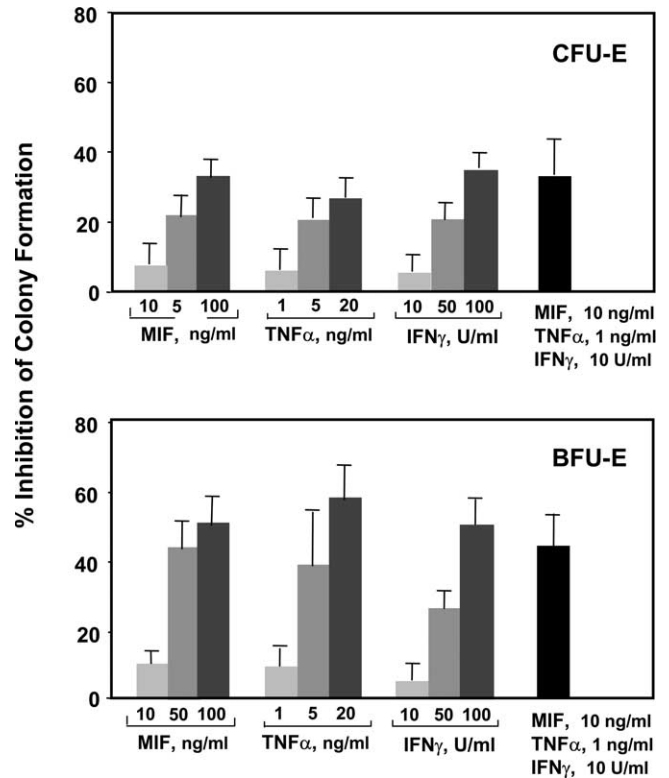 % Inhibition of Colony Formation
80
60
40
20
0
CFU-E
10 5 100 1 5 20 10 50 100
MIF, ng/ml TNFα, ng/ml IFNγ, U/ml
MIF, 10 ng/ml
TNFα, 1 ng/ml
IFNγ, 10 U/ml
80
60
40
20
0
BFU-E
10 50 100 1 5 20 10 50 100
MIF, ng/ml TNFα, ng/ml IFNγ, U/ml
MIF, 10 ng/ml
TNFα, 1 ng/ml
IFNγ, 10 U/ml